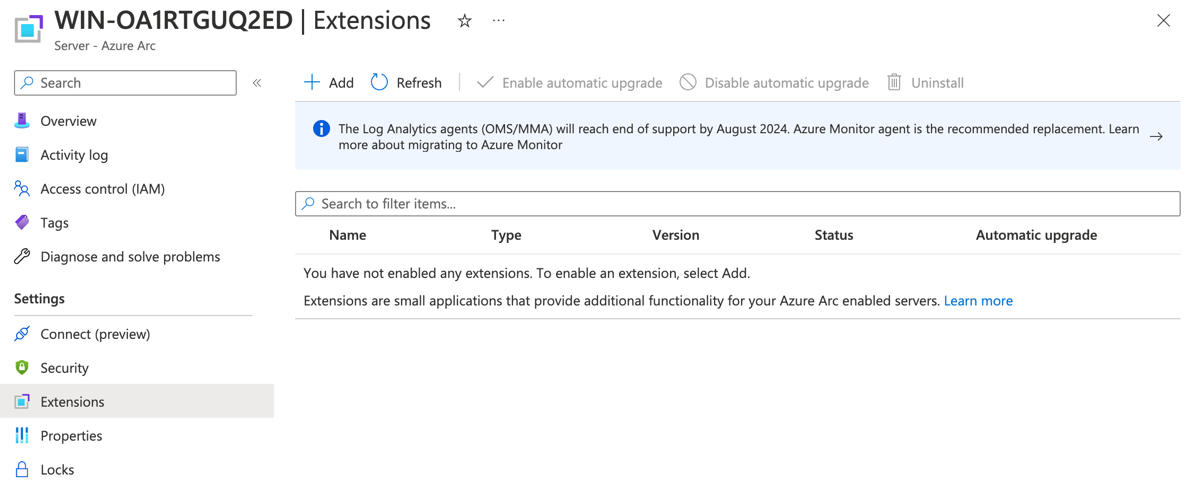 WIN-OA1RTGUQ2ED | Extensions
Server - Azure Arc
Search
Add Refresh Enable automatic upgrade Disable automatic upgrade Uninstall
Overview
Activity log
Access control (IAM)
Tags
Diagnose and solve problems
Settings
Connect (preview)
Security
Extensions
Properties
Locks
The Log Analytics agents (OMS/MMA) will reach end of support by August 2024. Azure Monitor agent is the recommended replacement. Learn
more about migrating to Azure Monitor
Search to filter items...
Name Type Version Status Automatic upgrade
You have not enabled any extensions. To enable an extension, select Add.
Extensions are small applications that provide additional functionality for your Azure Arc enabled servers. Learn more